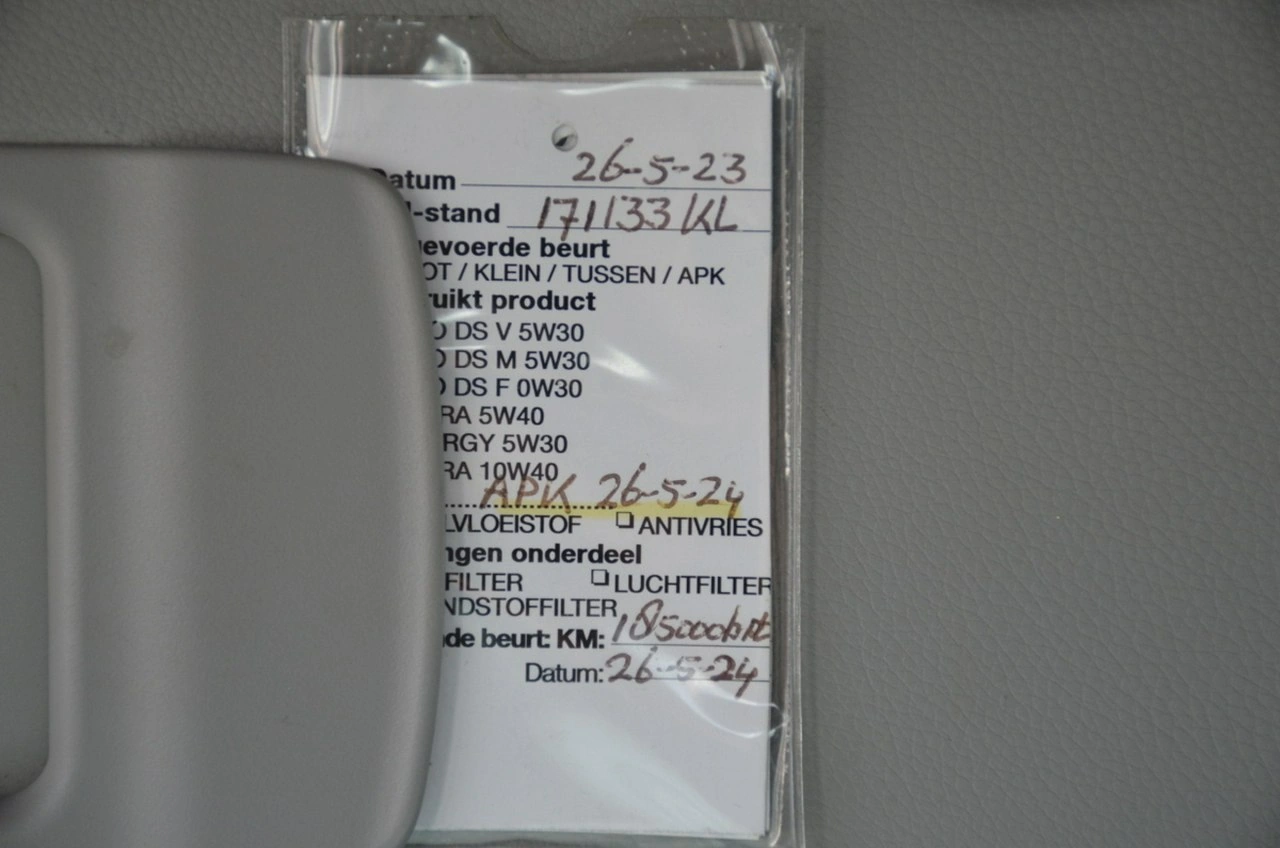 atum 26-5-23
-stand 171133 KL
gevoerde beurt
OT / KLEIN / TUSSEN / APK
ruikt product
O DS V 5W30
O DS M 5W30
O DS F 0W30
RA 5W40
RGY 5W30
RA 10W40
APK 26-5-24
LVLOEISTOF ❏ ANTIVRIES
ngen onderdeel
FILTER ❏ LUCHTFILTER
NDSTOFFILTER
de beurt: KM: 185000
Datum: 26-5-24